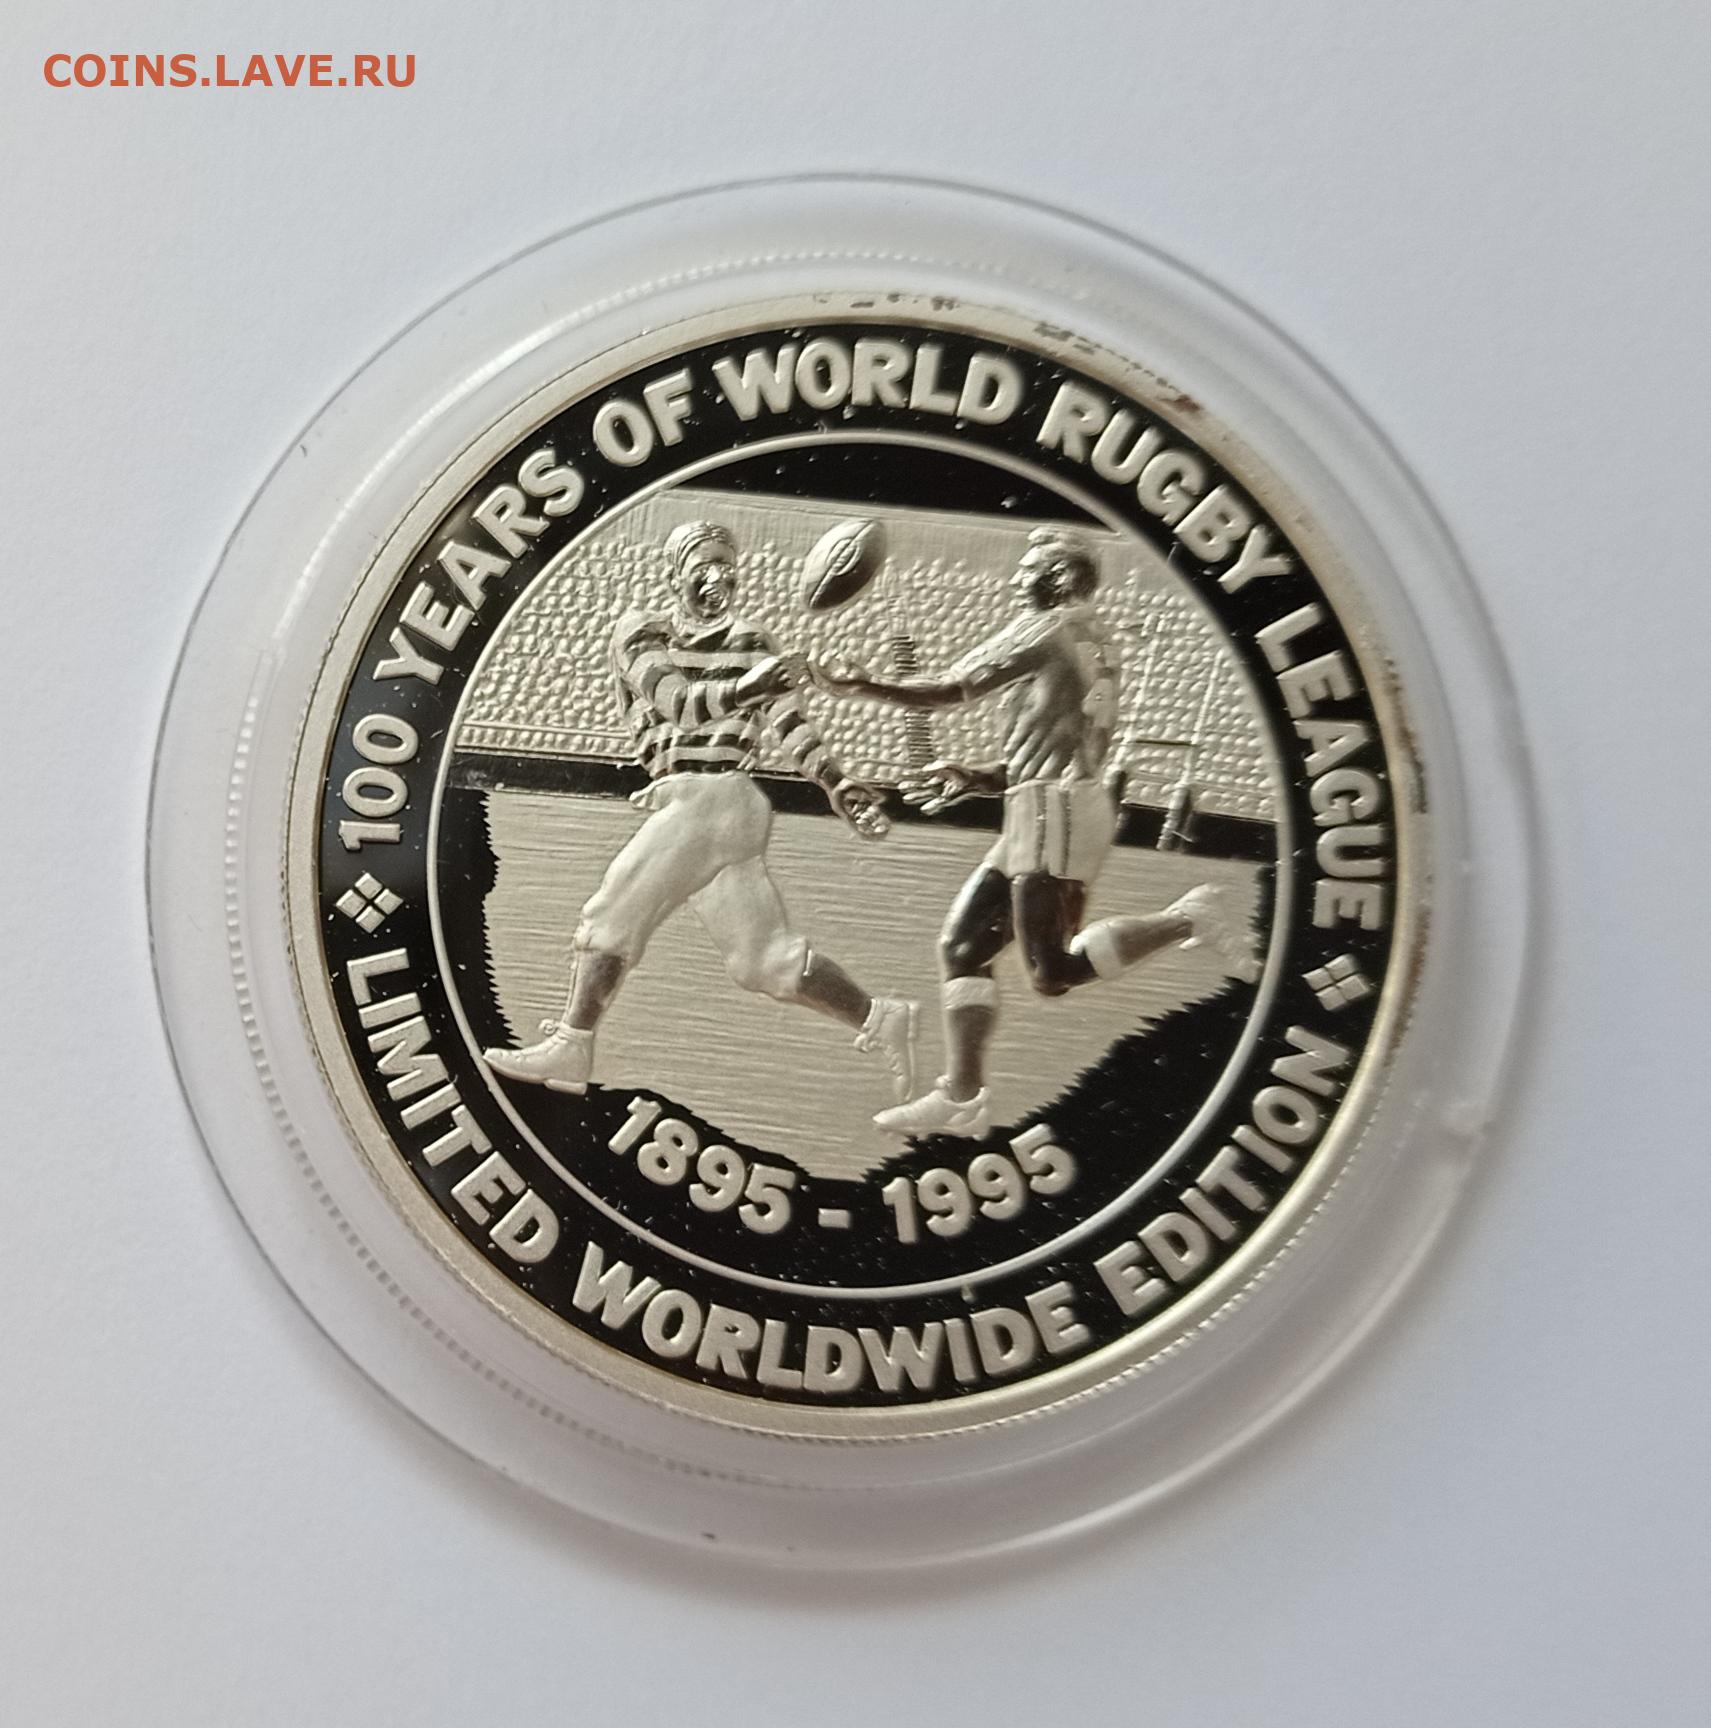 COINS.LAVE.RU
100 YEARS OF WORLD RUGBY LEAGUE
1895 - 1995
LIMITED WORLDWIDE EDITION